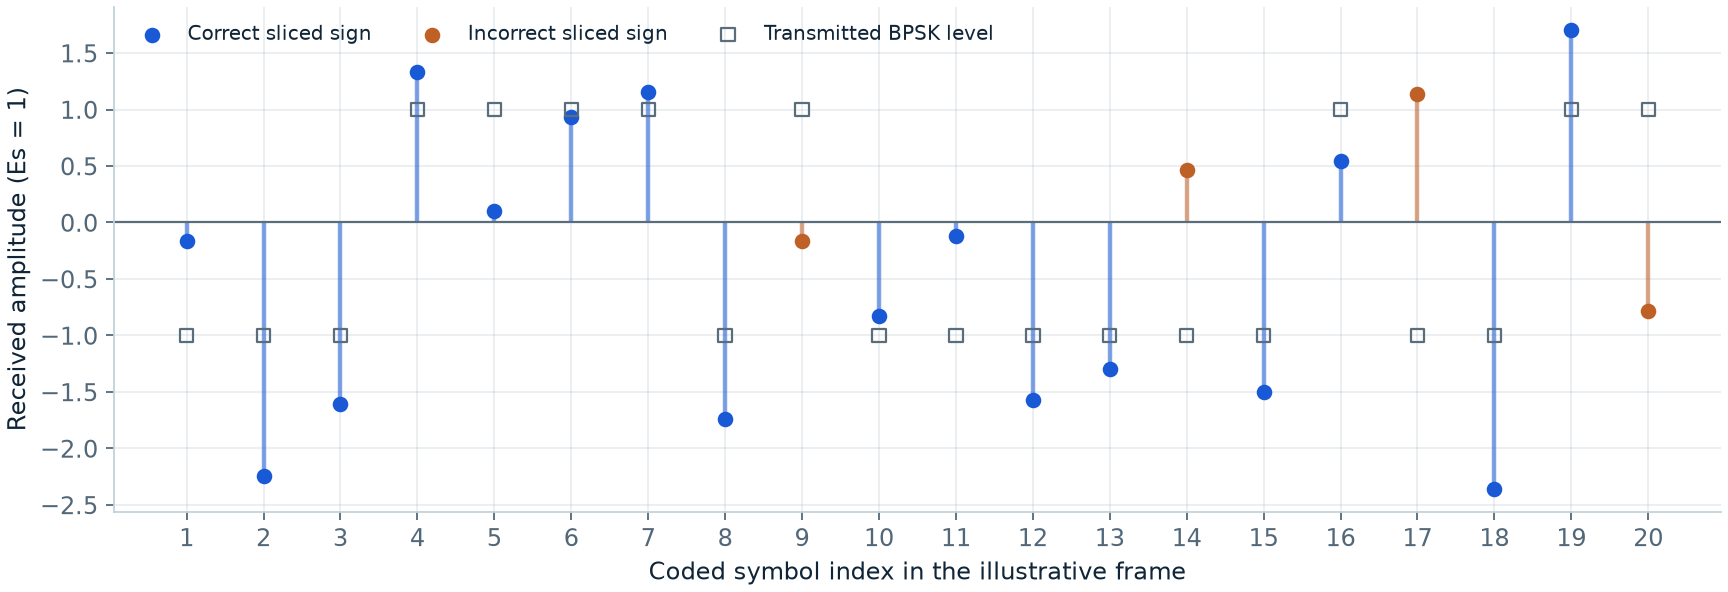 Correct sliced sign
Incorrect sliced sign
Transmitted BPSK level
Received amplitude (Es = 1)
1.5
1.0
0.5
0.0
−0.5
−1.0
−1.5
−2.0
−2.5
1 2 3 4 5 6 7 8 9 10 11 12 13 14 15 16 17 18 19 20
Coded symbol index in the illustrative frame